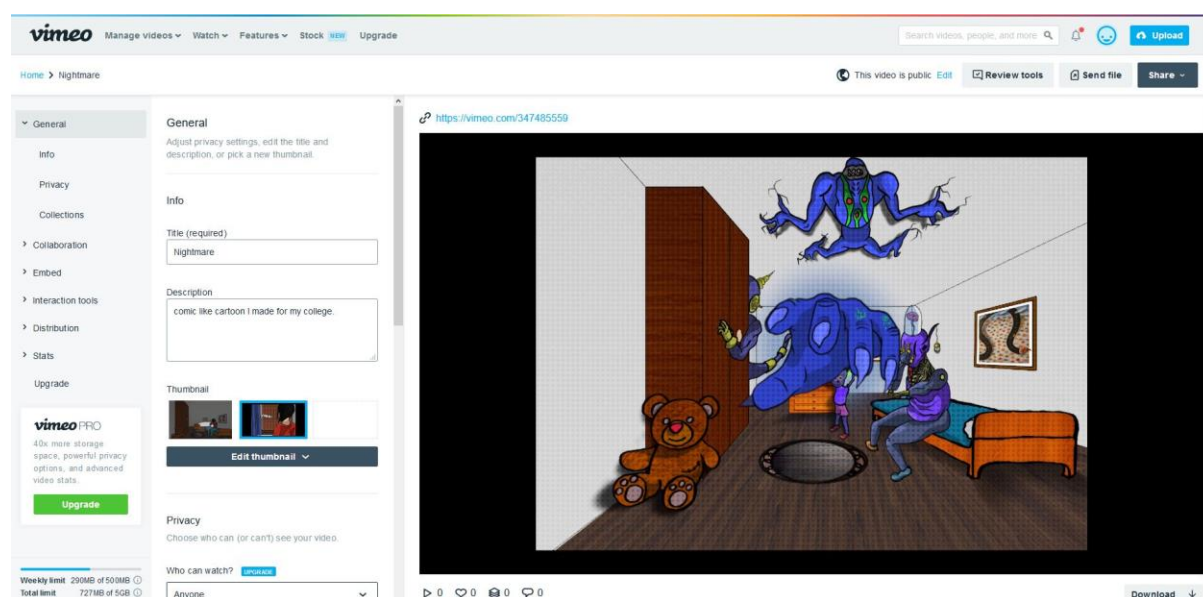 vimeo Manage videos Watch Features Stock NEW Upgrade
Search videos, people, and more
Upload
Home > Nightmare
This video is public Edit
Review tools
Send file
Share
General
Info
Privacy
Collections
Collaboration
Embed
Interaction tools
Distribution
Stats
Upgrade
vimeo PRO
40x more storage
space, powerful privacy
options, and advanced
video stats.
Upgrade
Weekly limit 290MB of 500MB
Total limit 727MB of 5GB
General
Adjust privacy settings, edit the title and
description, or pick a new thumbnail.
Info
Title (required)
Nightmare
Description
comic like cartoon I made for my college.
Thumbnail
Edit thumbnail
Privacy
Choose who can (or can't) see your video.
Who can watch? UPGRADE
Anyone
https://vimeo.com/347485559
0 0 0 0
Download